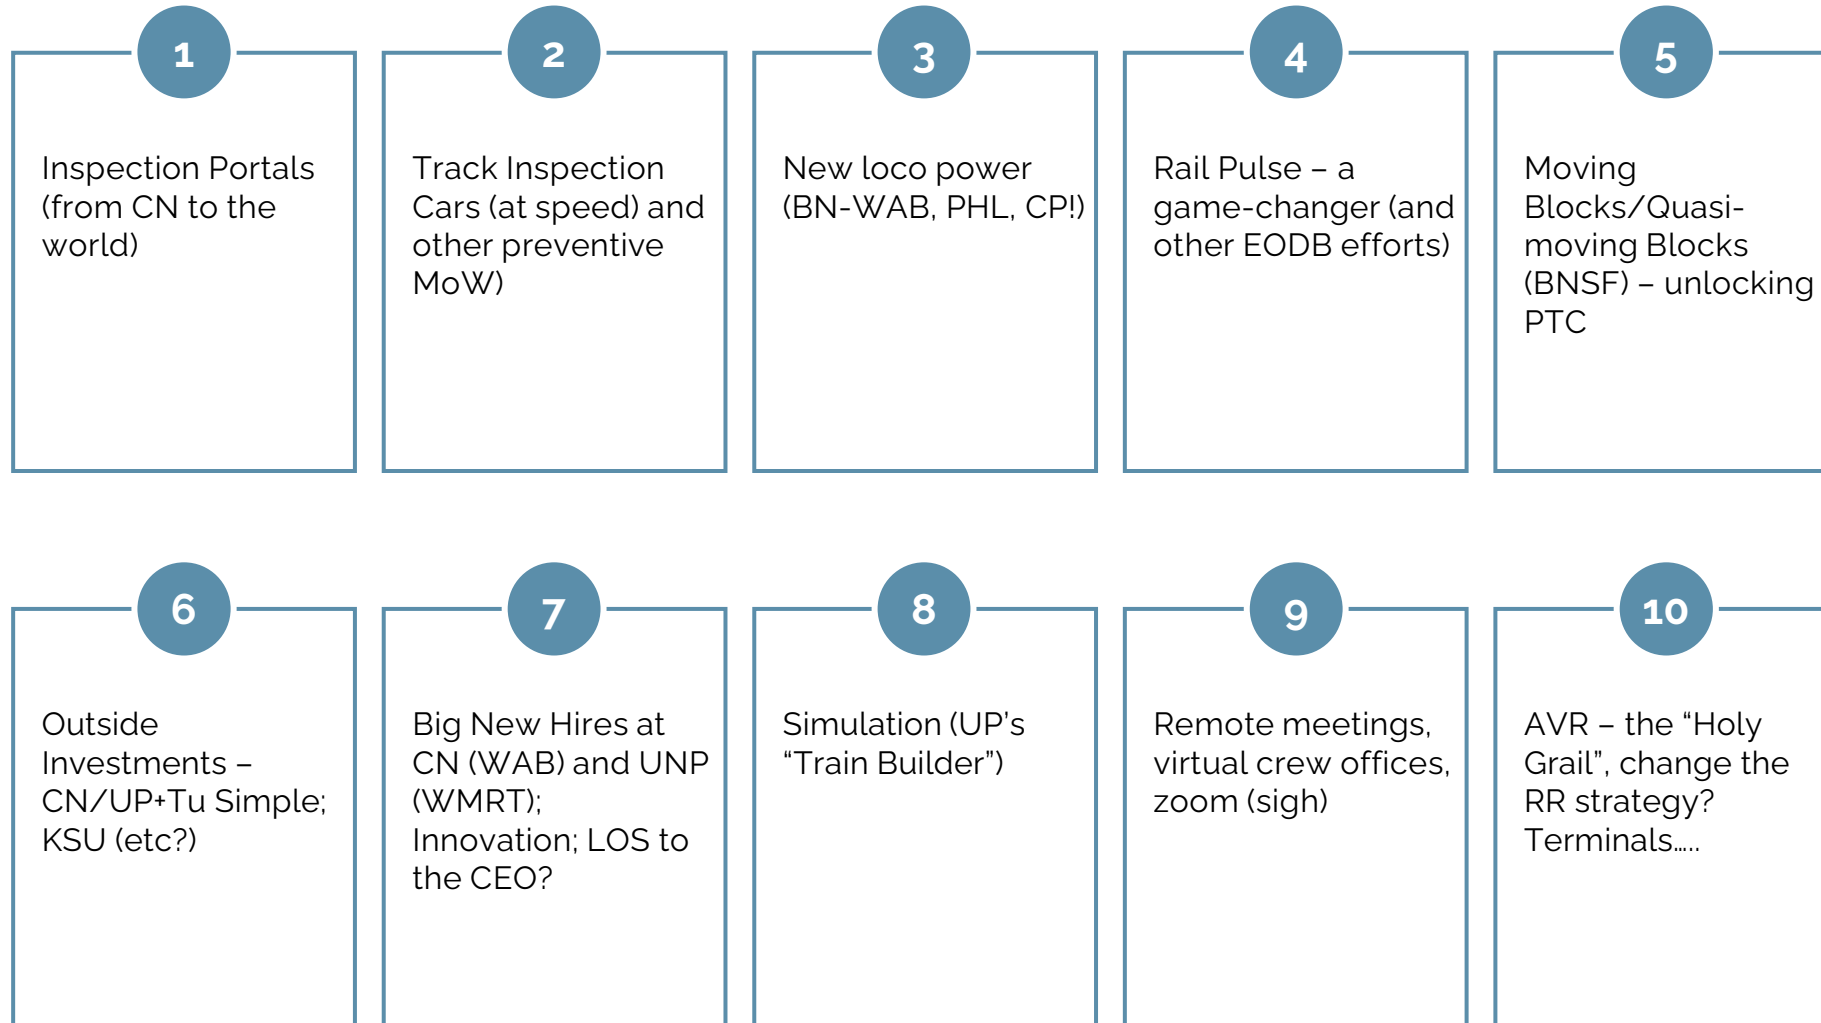 1
Inspection Portals
(from CN to the
world)
2
Track Inspection
Cars (at speed) and
other preventive
MoW)
3
New loco power
(BN-WAB, PHL, CP!)
4
Rail Pulse – a
game-changer (and
other EODB efforts)
5
Moving
Blocks/Quasi-
moving Blocks
(BNSF) – unlocking
PTC
6
Outside
Investments –
CN/UP+Tu Simple;
KSU (etc?)
7
Big New Hires at
CN (WAB) and UNP
(WMRT);
Innovation; LOS to
the CEO?
8
Simulation (UP’s
“Train Builder”)
9
Remote meetings,
virtual crew offices,
zoom (sigh)
10
AVR – the “Holy
Grail”, change the
RR strategy?
Terminals…..